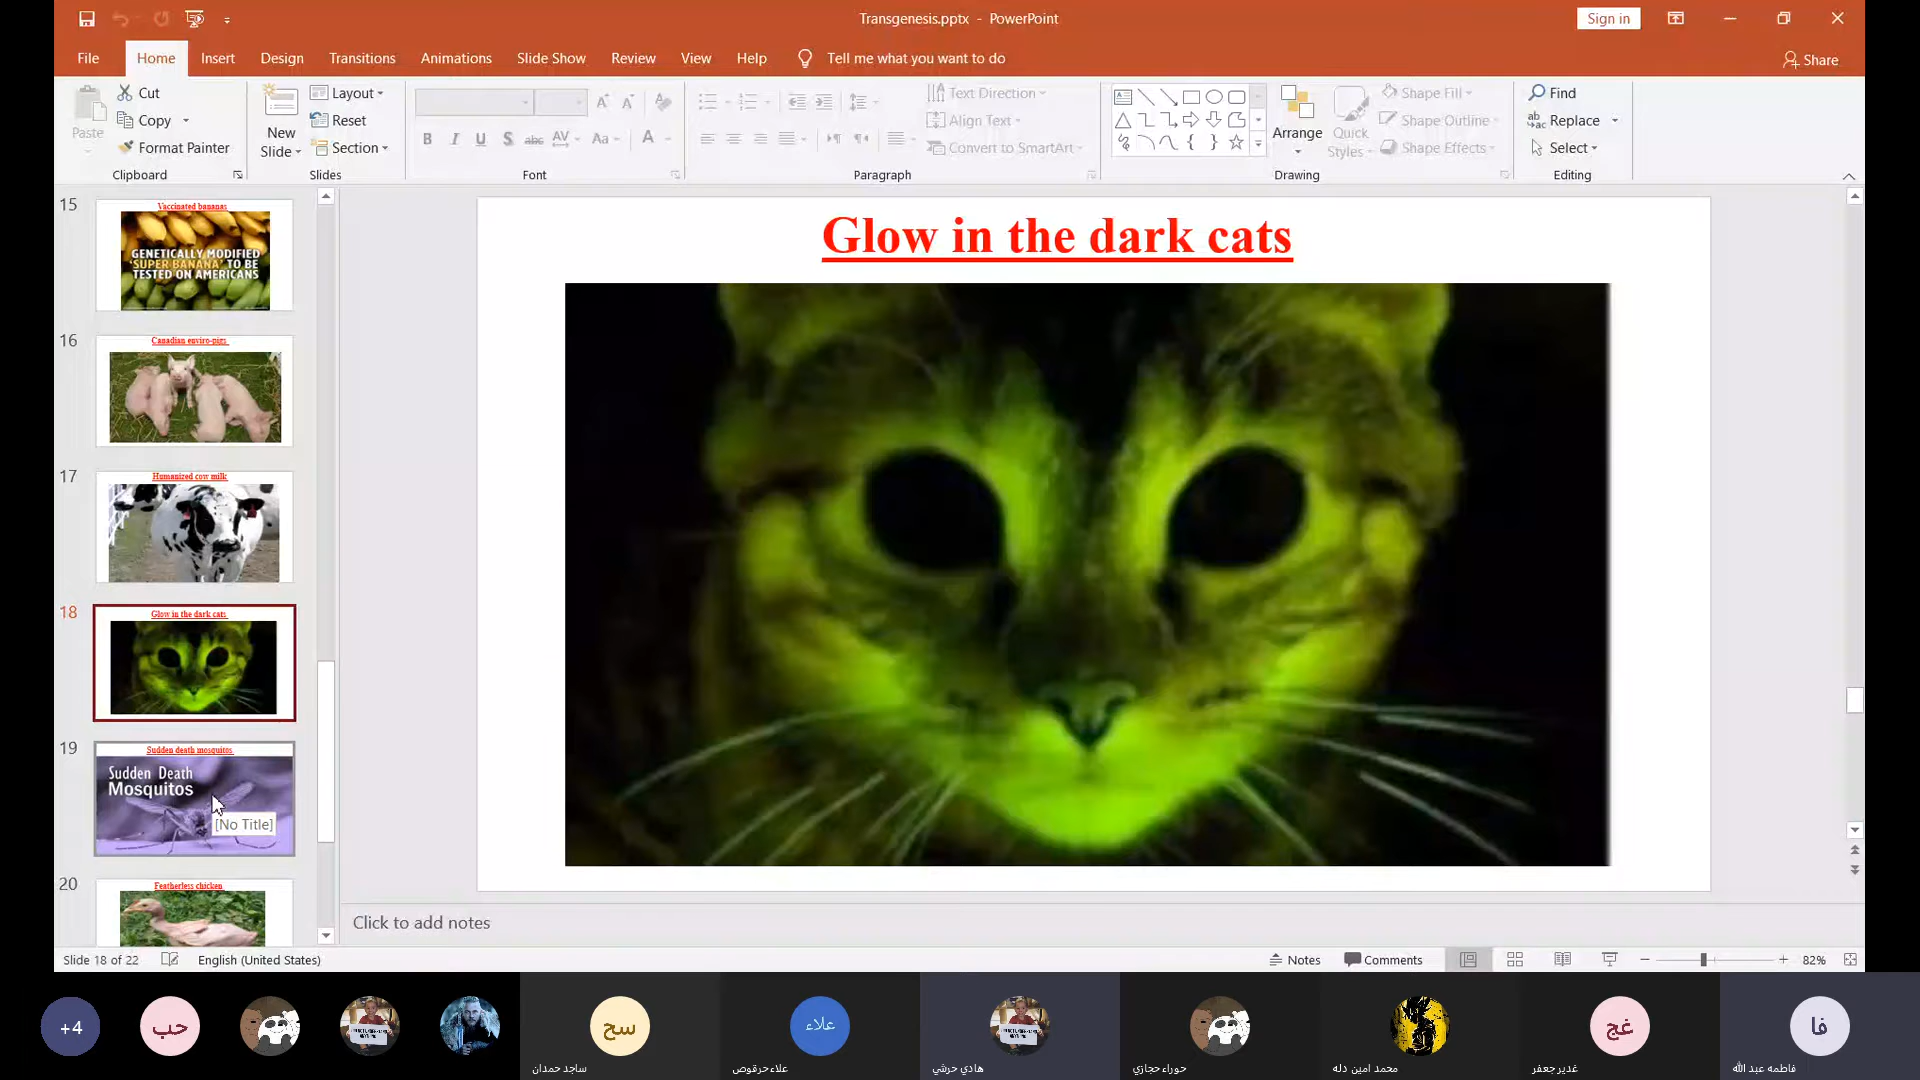 Transgenesis.pptx - PowerPoint
Sign in
File Home Insert Design Transitions Animations Slide Show Review View Help Tell me what you want to do
Share
Paste
Cut
Copy
Format Painter
Clipboard
New Slide
Layout
Reset
Section
Slides
B I U S abc AV Aa A
Font
Text Direction
Align Text
Convert to SmartArt
Paragraph
Arrange
Quick Styles
Shape Fill
Shape Outline
Shape Effects
Drawing
Find
Replace
Select
Editing
15
Vaccinated bananas
GENETICALLY MODIFIED
'SUPER BANANA' TO BE
TESTED ON AMERICANS
16
Canadian enviro-pigs
17
Humanized cow milk
18
Glow in the dark cats
19
Sudden death mosquitos
Sudden Death
Mosquitos
[No Title]
20
Featherless chicken
Glow in the dark cats
Click to add notes
Slide 18 of 22
English (United States)
Notes
Comments
82%
+4
حب
سح
علاء
غج
فا
ساجد حمدان
علاء حرقوص
هادي حرشي
حوراء حجازي
محمد امين دله
غدير جعفر
فاطمه عبد الله